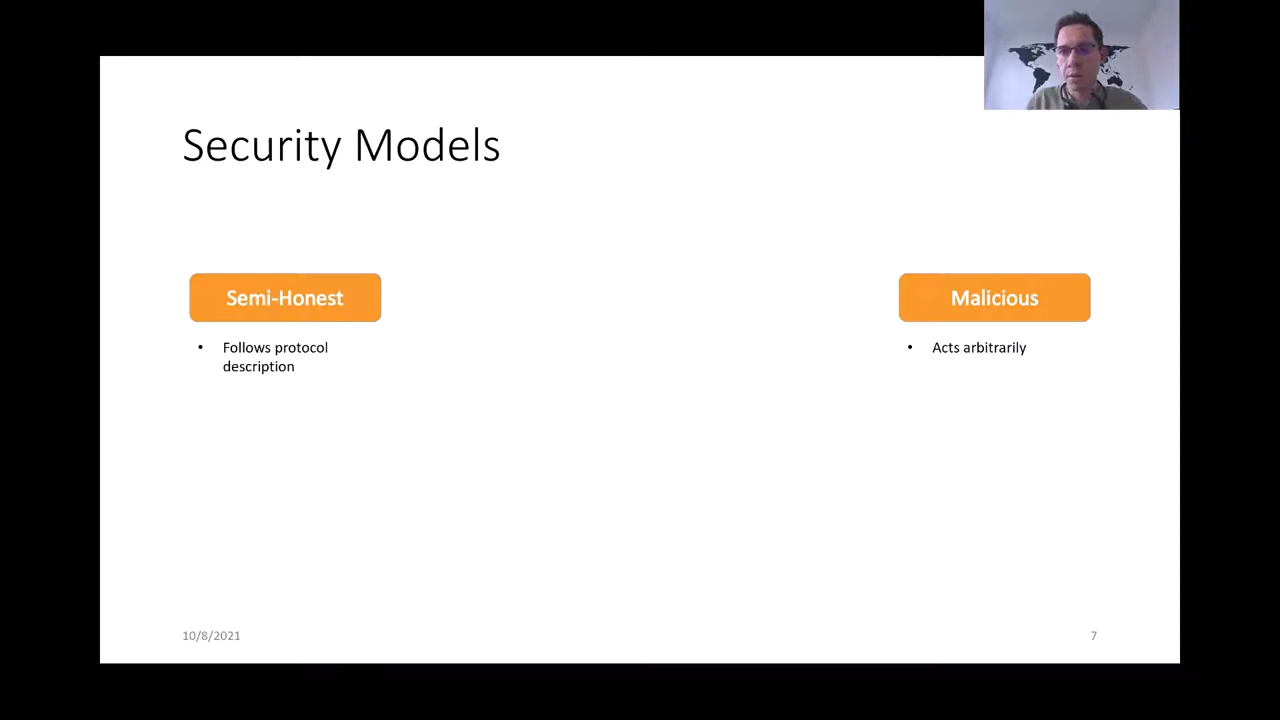 Security Models
Semi-Honest
• Follows protocol
description
Malicious
• Acts arbitrarily
10/8/2021
7